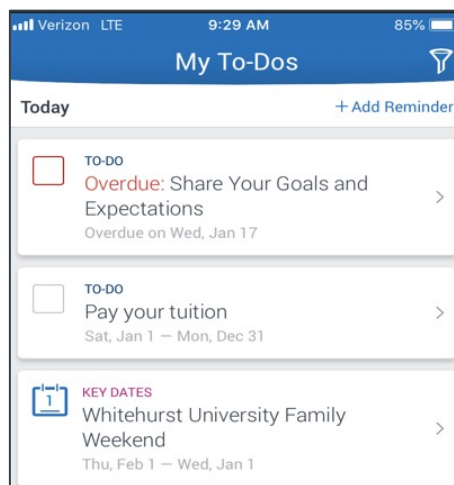 Verizon LTE 9:29 AM 85%
My To-Dos
Today + Add Reminder
TO-DO
Overdue: Share Your Goals and
Expectations
Overdue on Wed, Jan 17
TO-DO
Pay your tuition
Sat, Jan 1 — Mon, Dec 31
1
KEY DATES
Whitehurst University Family
Weekend
Thu, Feb 1 — Wed, Jan 1